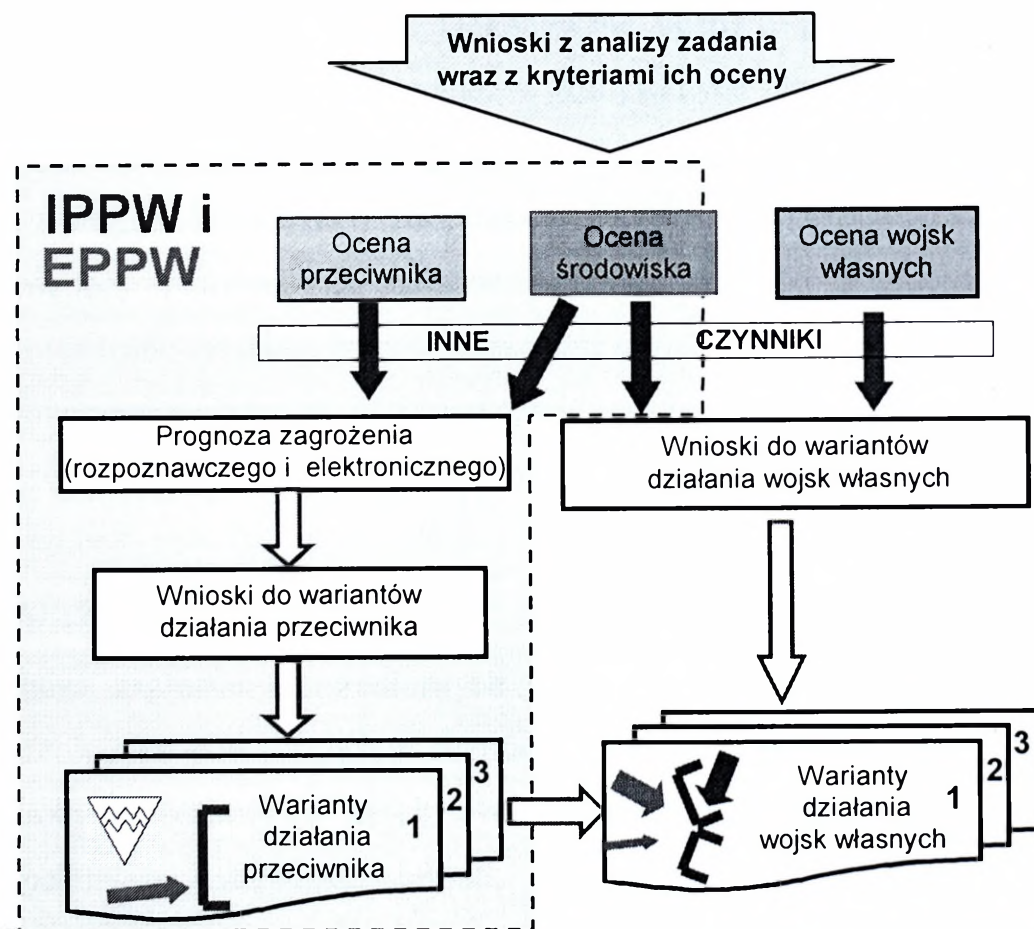 Wnioski z analizy zadania
wraz z kryteriami ich oceny
IPPW i
EPPW
Ocena
przeciwnika
Ocena
środowiska
Ocena wojsk
własnych
INNE CZYNNIKI
Prognoza zagrożenia
(rozpoznawczego i elektronicznego)
Wnioski do wariantów
działania wojsk własnych
Wnioski do wariantów
działania przeciwnika
Warianty
działania
przeciwnika
1
2
3
Warianty
działania
wojsk własnych
1
2
3